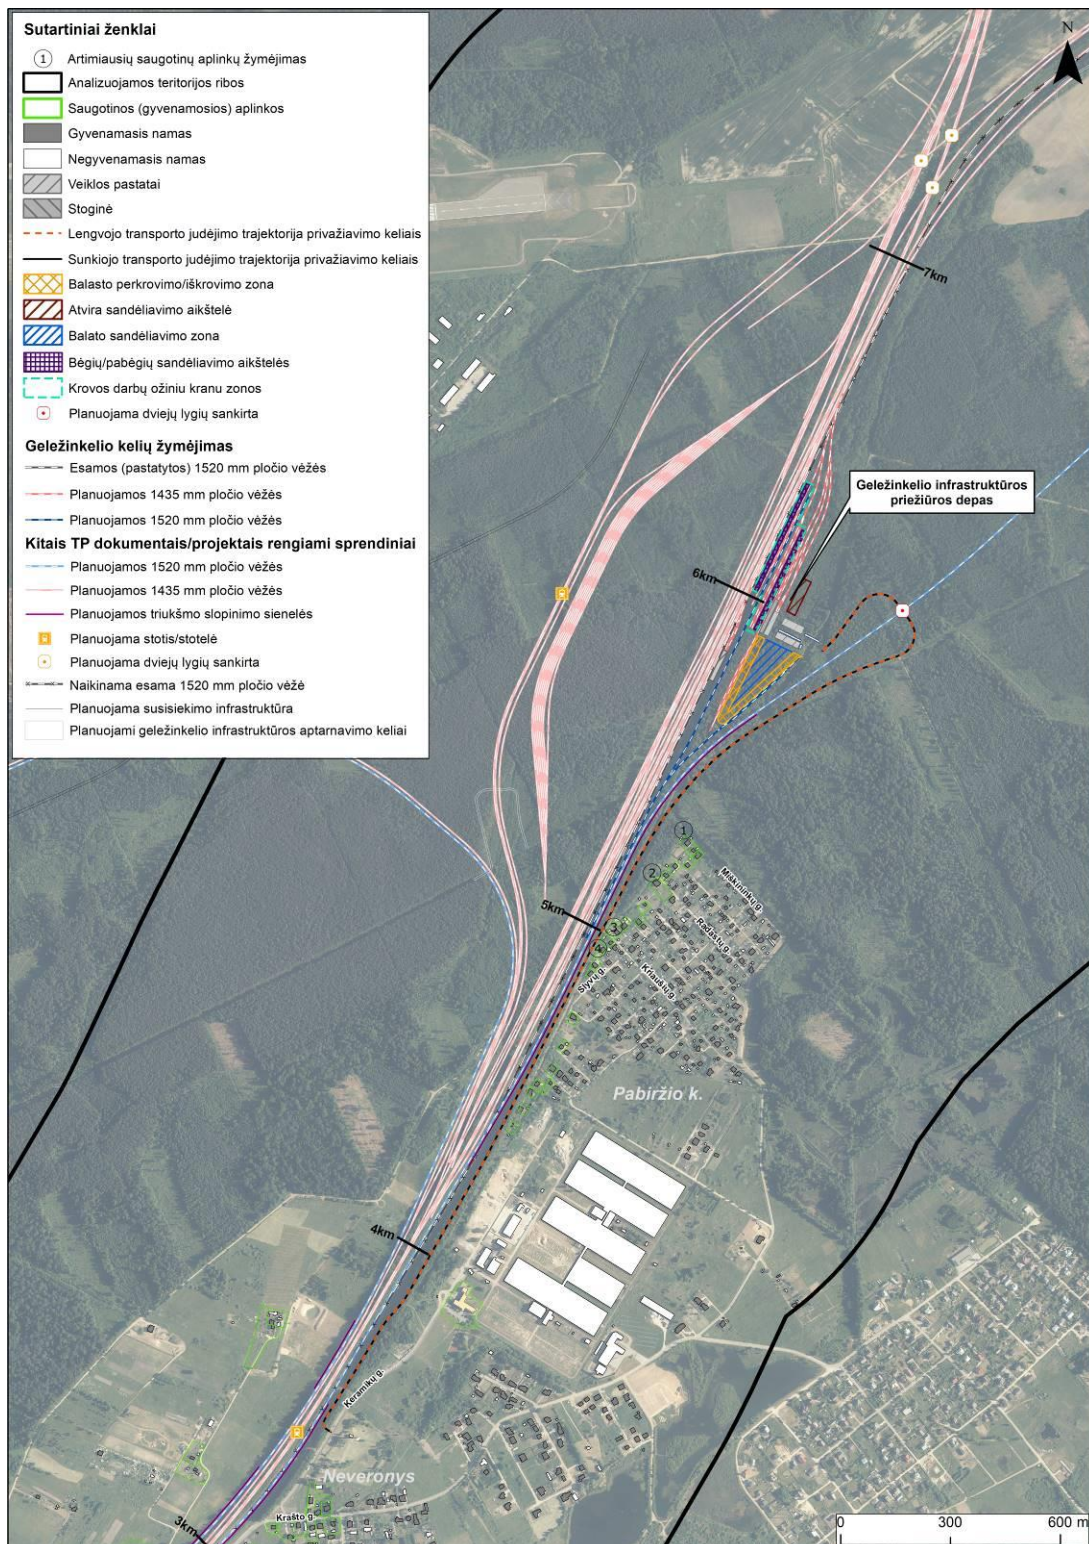 Sutartiniai ženklai
1 Artimiausių saugotinų aplinkų žymėjimas
Analizuojamos teritorijos ribos
Saugotinos (gyvenamosios) aplinkos
Gyvenamasis namas
Negyvenamasis namas
Veiklos pastatai
Stoginė
Lengvojo transporto judėjimo trajektorija privažiavimo keliais
Sunkiojo transporto judėjimo trajektorija privažiavimo keliais
Balasto perkrovimo/iškrovimo zona
Atvira sandėliavimo aikštelė
Balato sandėliavimo zona
Bėgių/pabėgių sandėliavimo aikštelės
Krovos darbų ožiniu kranu zonos
Planuojama dviejų lygių sankirta
Geležinkelio kelių žymėjimas
Esamos (pastatytos) 1520 mm pločio vėžės
Planuojamos 1435 mm pločio vėžės
Planuojamos 1520 mm pločio vėžės
Kitais TP dokumentais/projektais rengiami sprendiniai
Planuojamos 1520 mm pločio vėžės
Planuojamos 1435 mm pločio vėžės
Planuojamos triukšmo slopinimo sienelės
Planuojama stotis/stotelė
Planuojama dviejų lygių sankirta
Naikinama esama 1520 mm pločio vėžė
Planuojama susisiekimo infrastruktūra
Planuojami geležinkelio infrastruktūros aptarnavimo keliai
N
7km
Geležinkelio infrastruktūros
priežiūros depas
6km
1
2
Miškininkų g.
5km
3
Radastų g.
4
Slyvų g.
Kriaušių g.
Pabiržio k.
4km
Keramikų g.
Neveronys
Krašto g.
3km
0 300 600 m